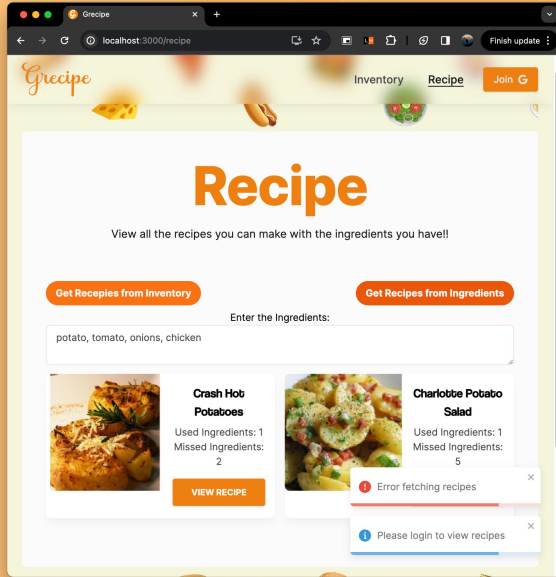 Grecipe
localhost:3000/recipe
Finish update
Grecipe
Inventory
Recipe
Join G
Recipe
View all the recipes you can make with the ingredients you have!!
Get Recepies from Inventory
Get Recipes from Ingredients
Enter the Ingredients:
potato, tomato, onions, chicken
Crash Hot
Potatoes
Used Ingredients: 1
Missed Ingredients:
2
VIEW RECIPE
Charlotte Potato
Salad
Used Ingredients: 1
Missed Ingredients:
5
Error fetching recipes
Please login to view recipes